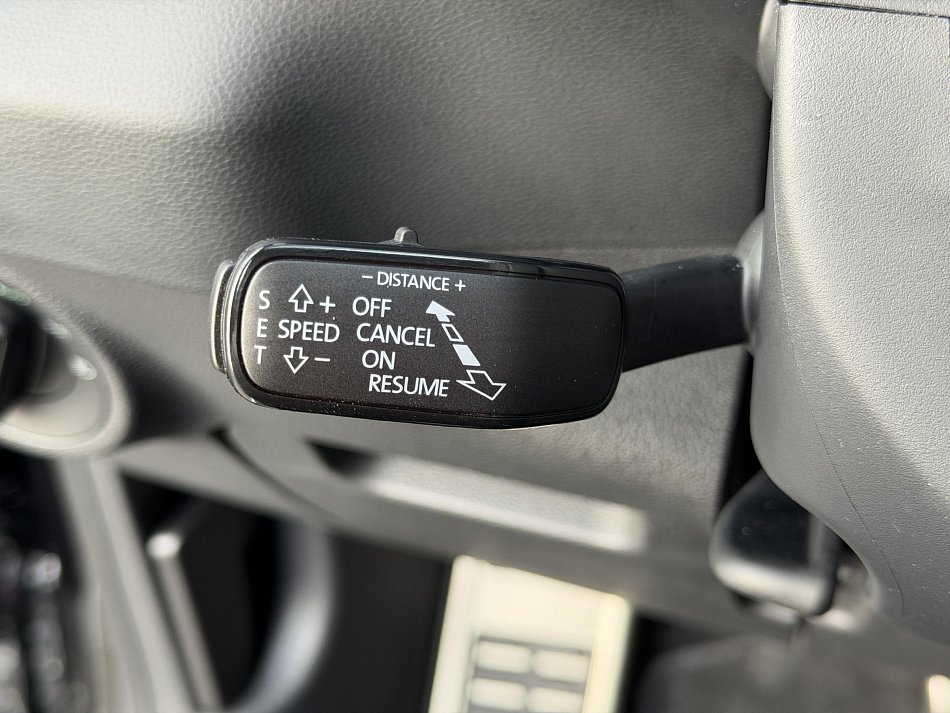 - DISTANCE +
S + OFF
E SPEED CANCEL
T - ON
RESUME